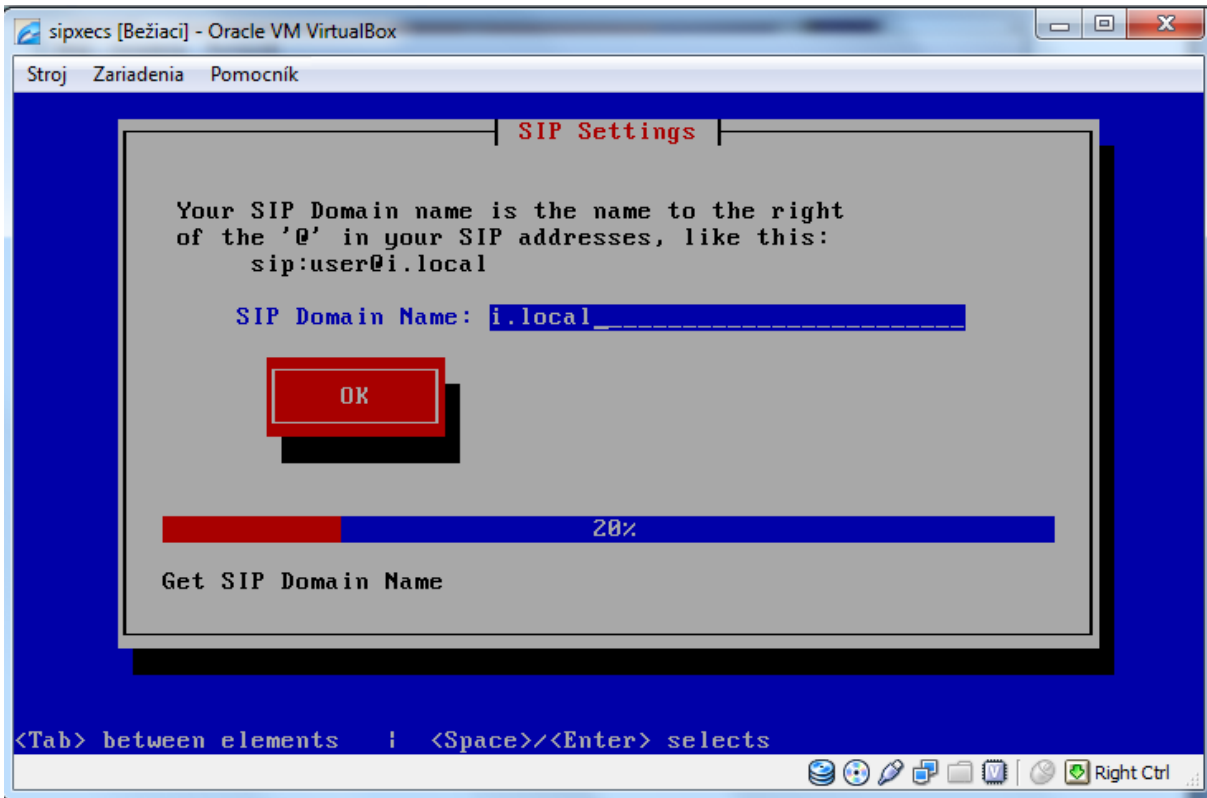 sipxecs [Bežiaci] - Oracle VM VirtualBox
Stroj Zariadenia Pomocník
SIP Settings
Your SIP Domain name is the name to the right
of the '@' in your SIP addresses, like this:
sip:user@i.local
SIP Domain Name: i.local_________________________
OK
20%
Get SIP Domain Name
<Tab> between elements | <Space>/<Enter> selects
Right Ctrl